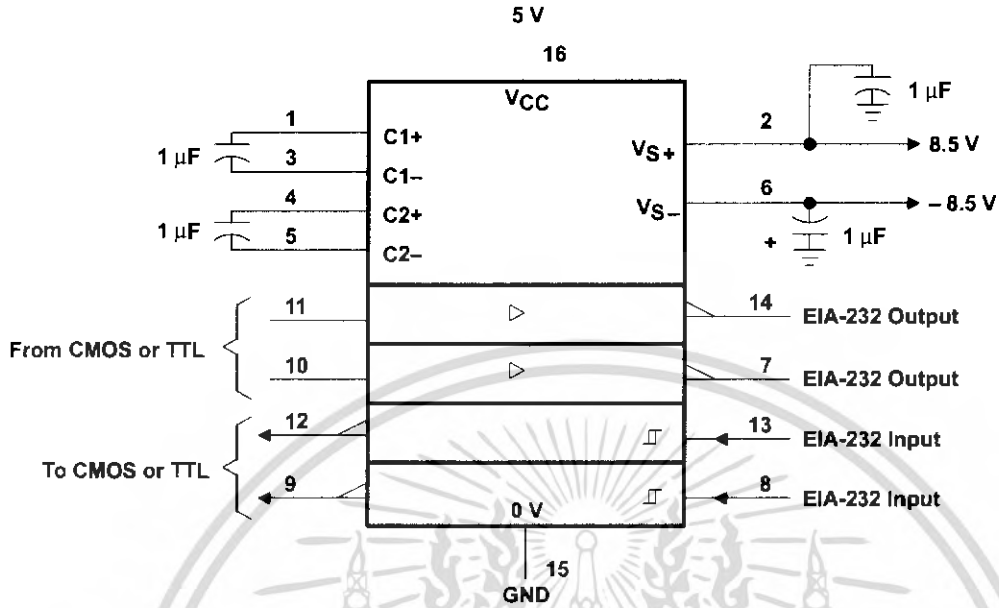 5 V
16
VCC
1 μF
1
C1+
3
C1–
1 μF
4
C2+
5
C2–
VS+
2
1 μF
8.5 V
VS–
6
– 8.5 V
+
1 μF
From CMOS or TTL
11
14
EIA-232 Output
10
7
EIA-232 Output
To CMOS or TTL
12
13
EIA-232 Input
9
8
EIA-232 Input
0 V
15
GND